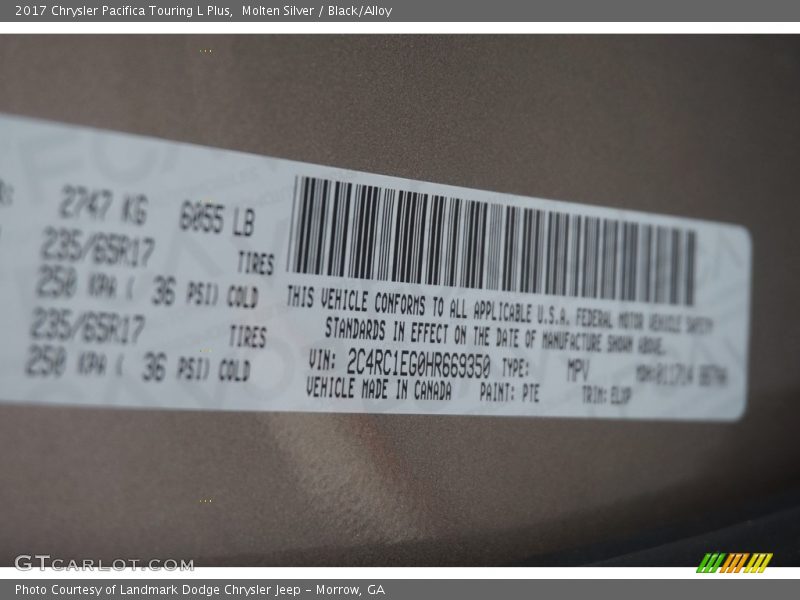 2017 Chrysler Pacifica Touring L Plus,  Molten Silver / Black/Alloy
2747 KG 6055 LB
235/65R17 TIRES
250 KPA ( 36 PSI) COLD
235/65R17 TIRES
250 KPA ( 36 PSI) COLD
THIS VEHICLE CONFORMS TO ALL APPLICABLE U.S.A. FEDERAL MOTOR VEHICLE SAFETY
STANDARDS IN EFFECT ON THE DATE OF MANUFACTURE SHOWN ABOVE.
VIN: 2C4RC1EG0HR669350 TYPE: MPV
VEHICLE MADE IN CANADA PAINT: PTE TRIM:
GTcarlot.com
Photo Courtesy of Landmark Dodge Chrysler Jeep – Morrow, GA